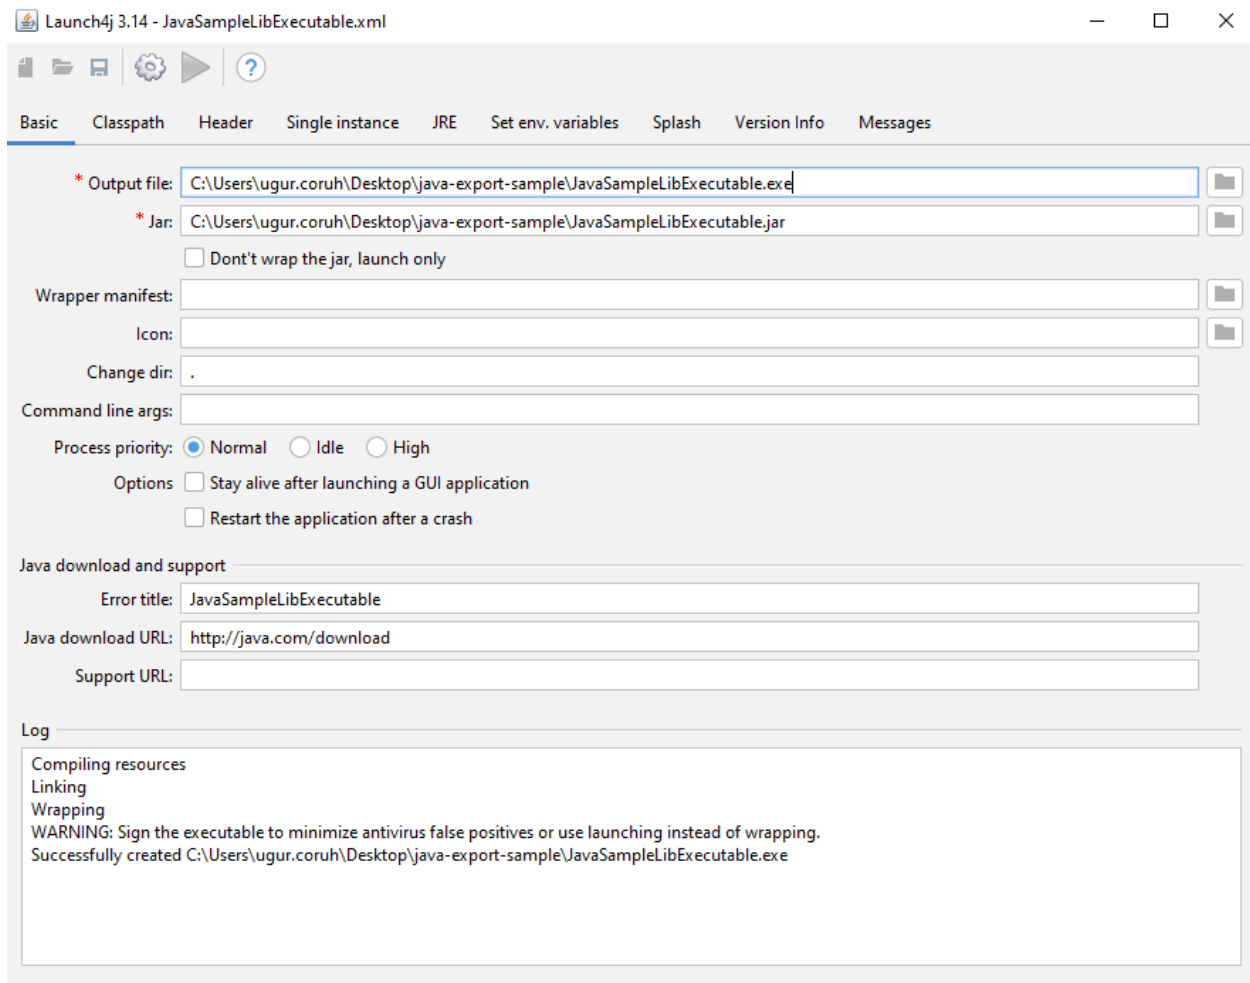 Launch4j 3.14 - JavaSampleLibExecutable.xml
?
Basic Classpath Header Single instance JRE Set env. variables Splash Version Info Messages
* Output file: C:\Users\ugur.coruh\Desktop\java-export-sample\JavaSampleLibExecutable.exe
* Jar: C:\Users\ugur.coruh\Desktop\java-export-sample\JavaSampleLibExecutable.jar
Dont't wrap the jar, launch only
Wrapper manifest:
Icon:
Change dir: .
Command line args:
Process priority: Normal Idle High
Options Stay alive after launching a GUI application
Restart the application after a crash
Java download and support
Error title: JavaSampleLibExecutable
Java download URL: http://java.com/download
Support URL:
Log
Compiling resources
Linking
Wrapping
WARNING: Sign the executable to minimize antivirus false positives or use launching instead of wrapping.
Successfully created C:\Users\ugur.coruh\Desktop\java-export-sample\JavaSampleLibExecutable.exe